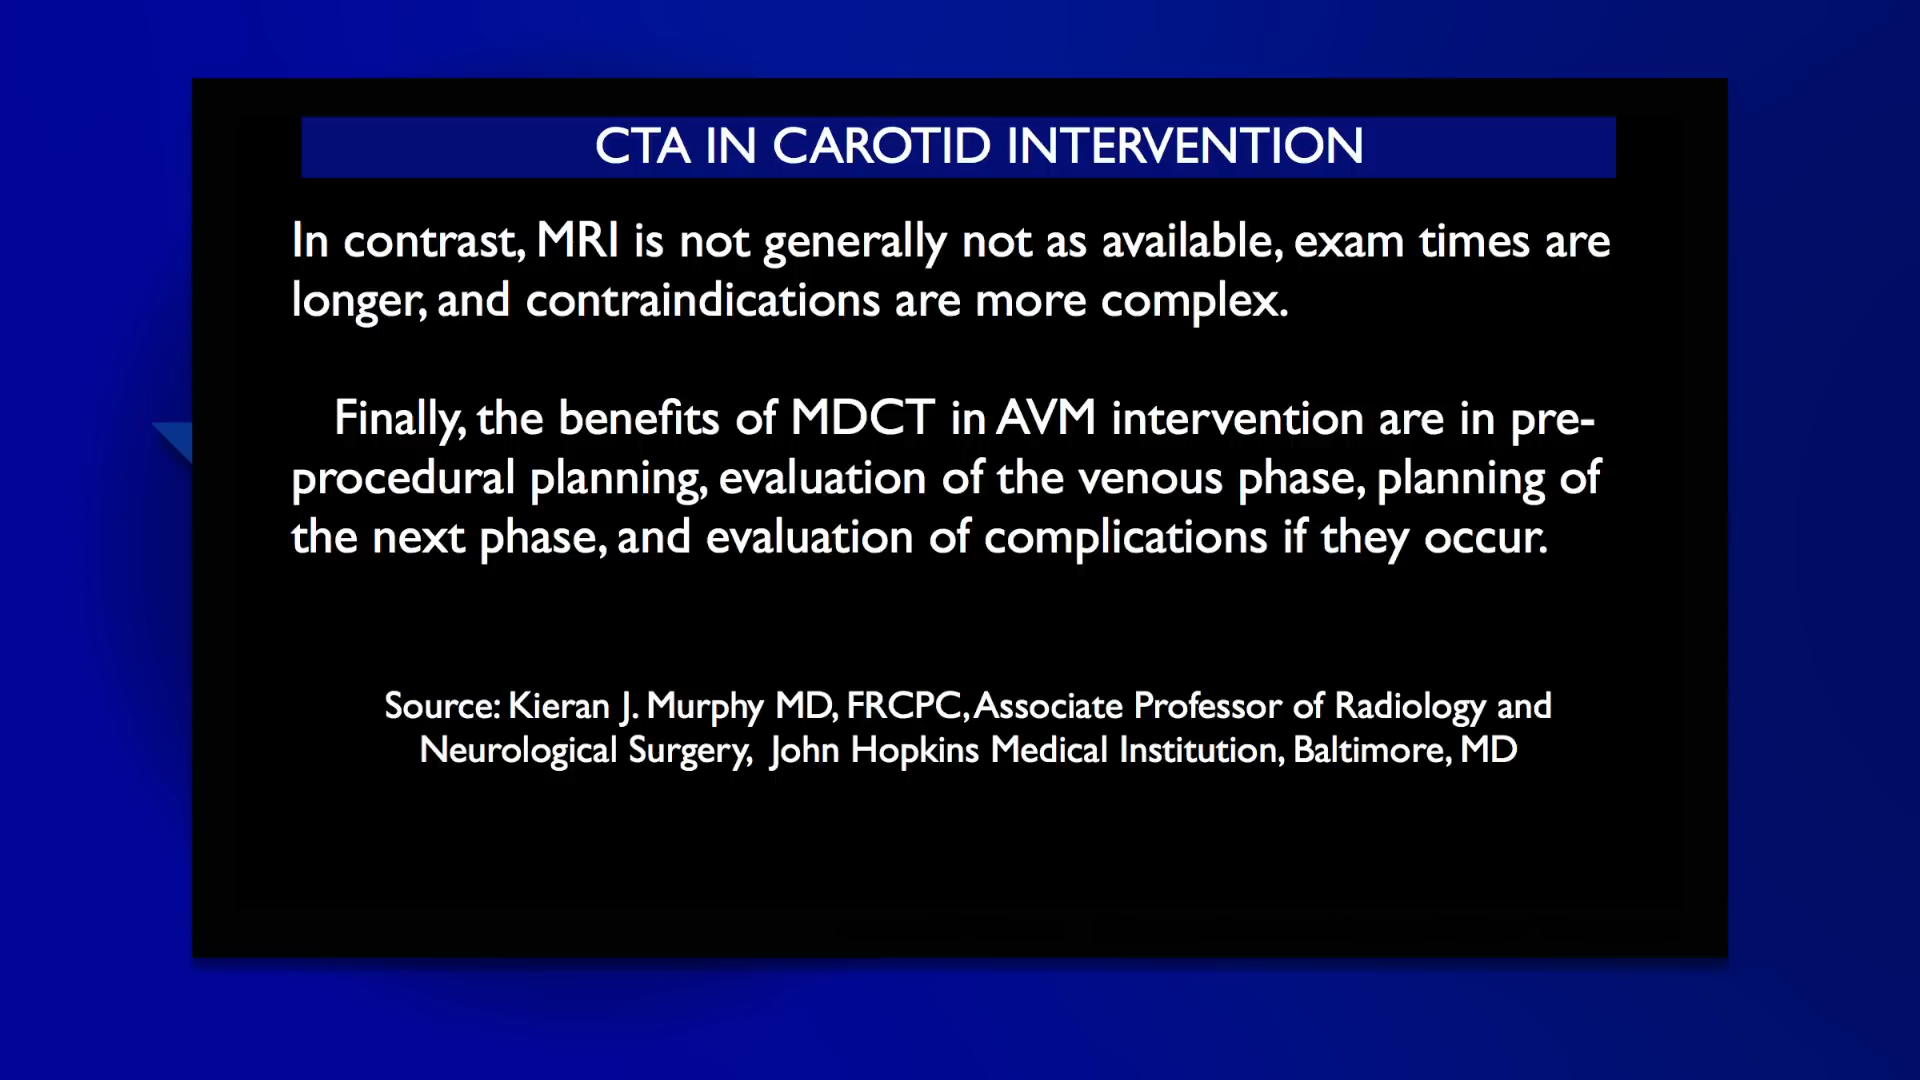 CTA IN CAROTID INTERVENTION
In contrast, MRI is not generally not as available, exam times are
longer, and contraindications are more complex.
Finally, the benefits of MDCT in AVM intervention are in pre-
procedural planning, evaluation of the venous phase, planning of
the next phase, and evaluation of complications if they occur.
Source: Kieran J. Murphy MD, FRCPC, Associate Professor of Radiology and
Neurological Surgery, John Hopkins Medical Institution, Baltimore, MD